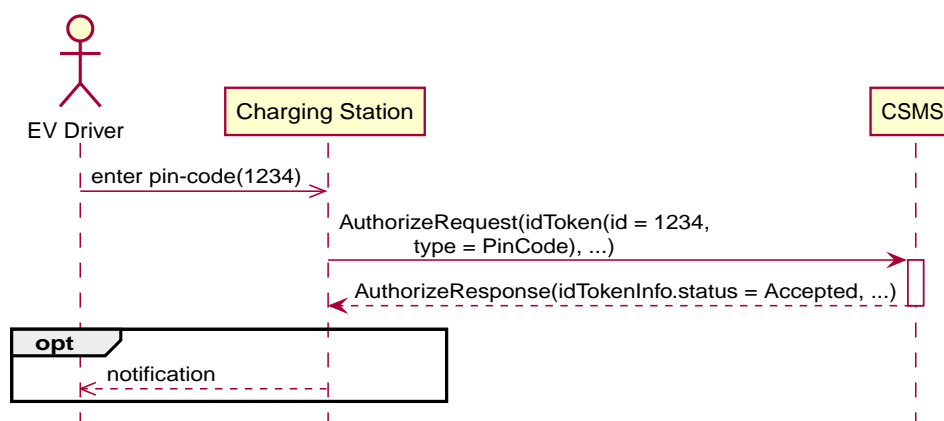 EV Driver
Charging Station
CSMS
enter pin-code(1234)
AuthorizeRequest(idToken(id = 1234,
type = PinCode), ...)
AuthorizeResponse(idTokenInfo.status = Accepted, ...)
opt
notification